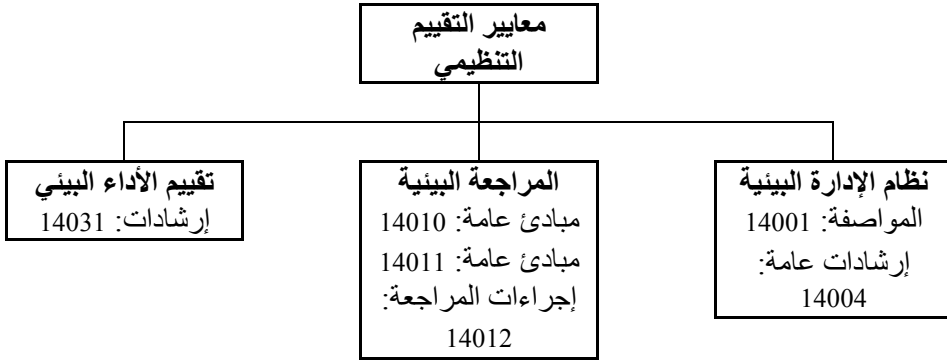 معايير التقييم
التنظيمي
نظام الإدارة البيئية
المواصفة: 14001
إرشادات عامة:
14004
المراجعة البيئية
مبادئ عامة: 14010
مبادئ عامة: 14011
إجراءات المراجعة:
14012
تقييم الأداء البيئي
إرشادات: 14031